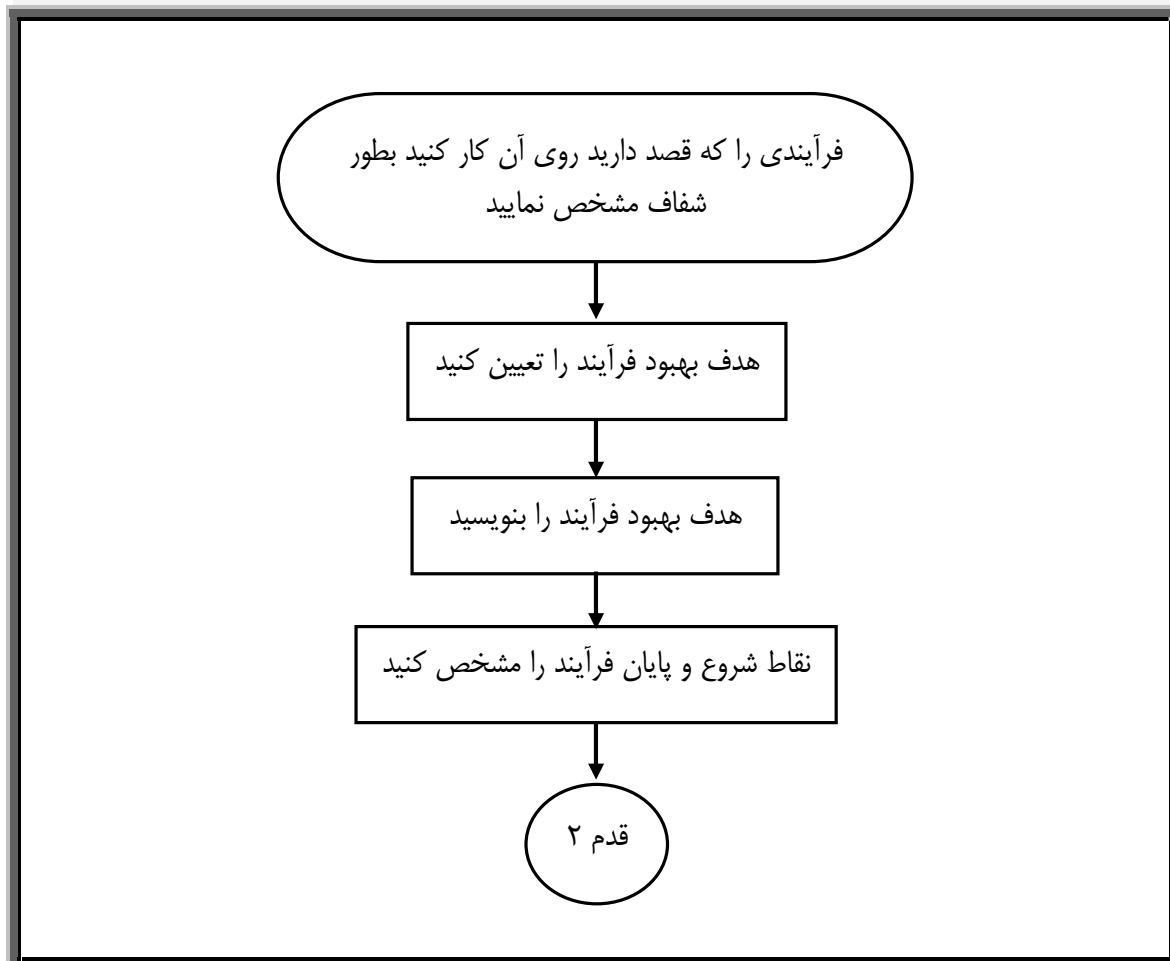 فرآیندی را که قصد دارید روی آن کار کنید بطور
شفاف مشخص نمایید
هدف بهبود فرآیند را تعیین کنید
هدف بهبود فرآیند را بنویسید
نقاط شروع و پایان فرآیند را مشخص کنید
قدم ۲